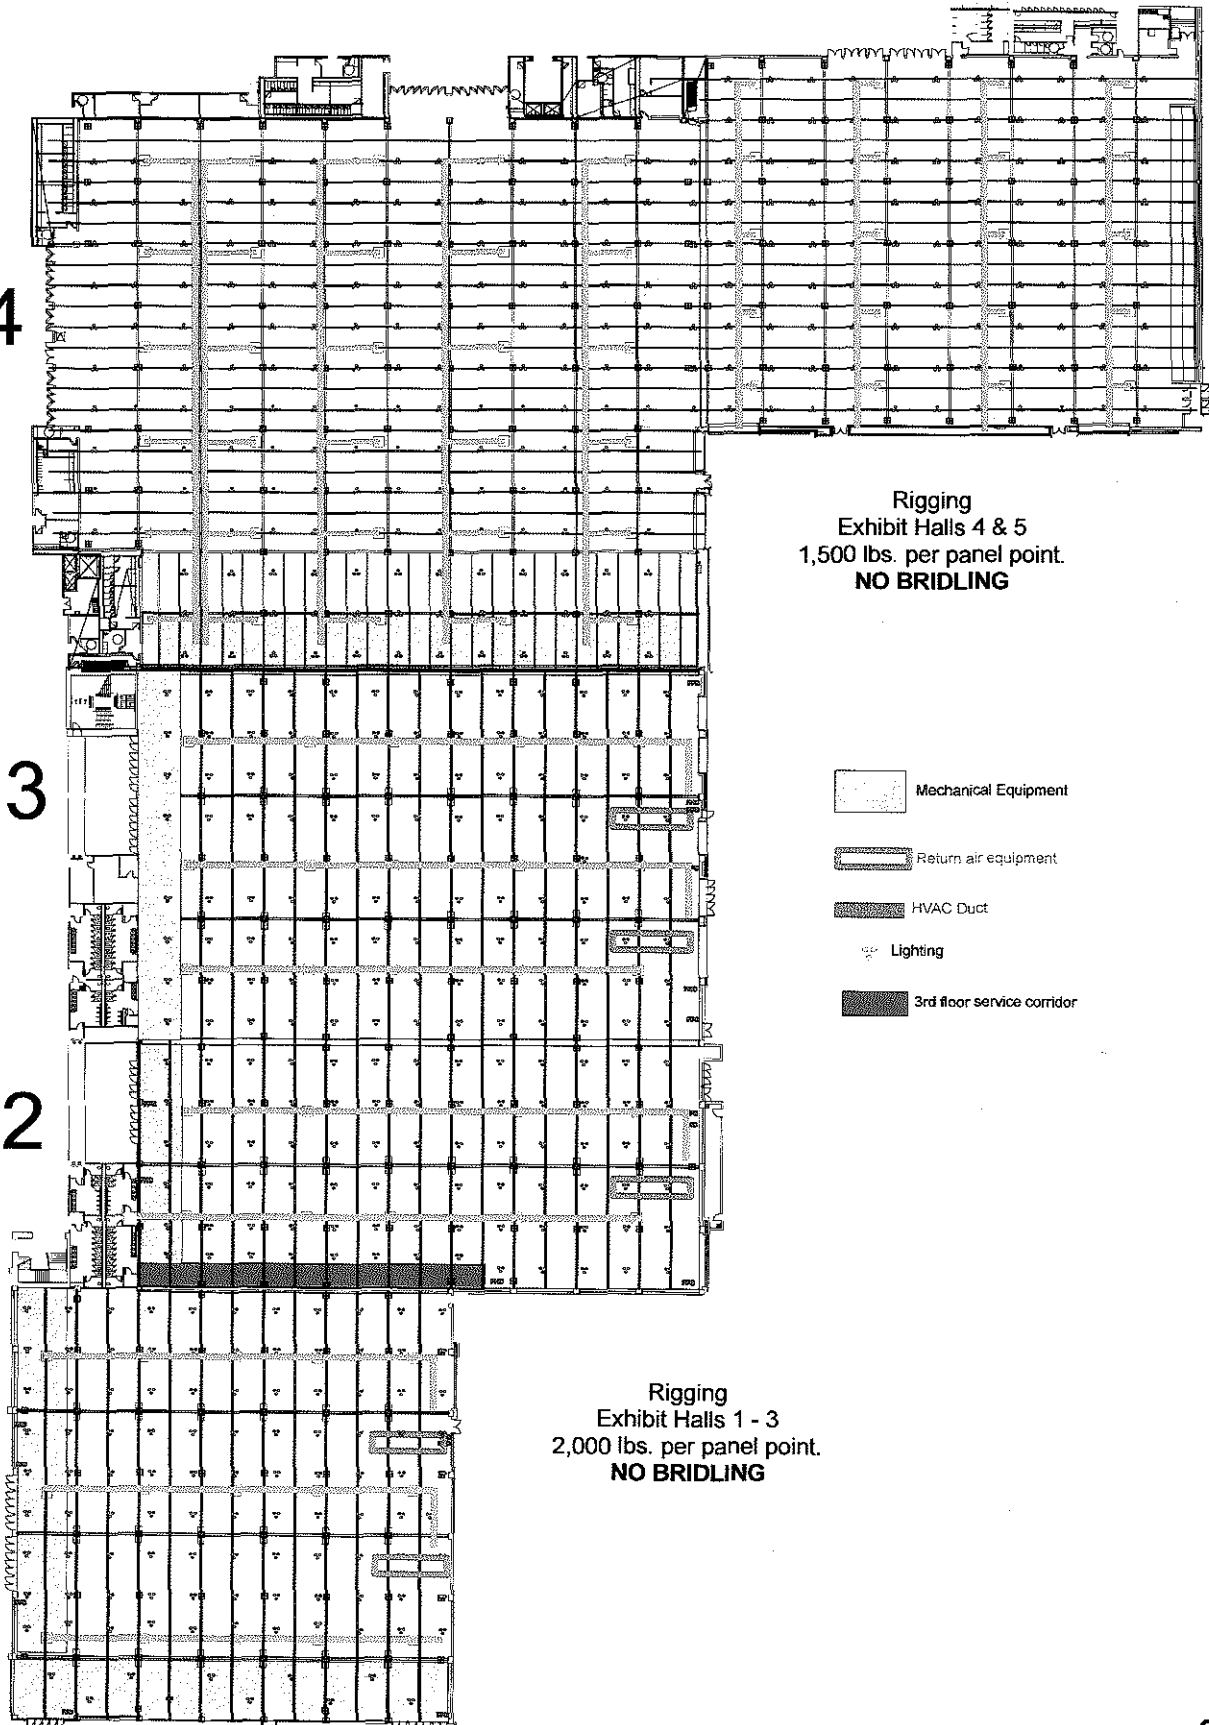 4
Rigging
Exhibit Halls 4 & 5
1,500 lbs. per panel point.
NO BRIDLING
3
Mechanical Equipment
Return air equipment
HVAC Duct
Lighting
3rd floor service corridor
2
Rigging
Exhibit Halls 1 - 3
2,000 lbs. per panel point.
NO BRIDLING